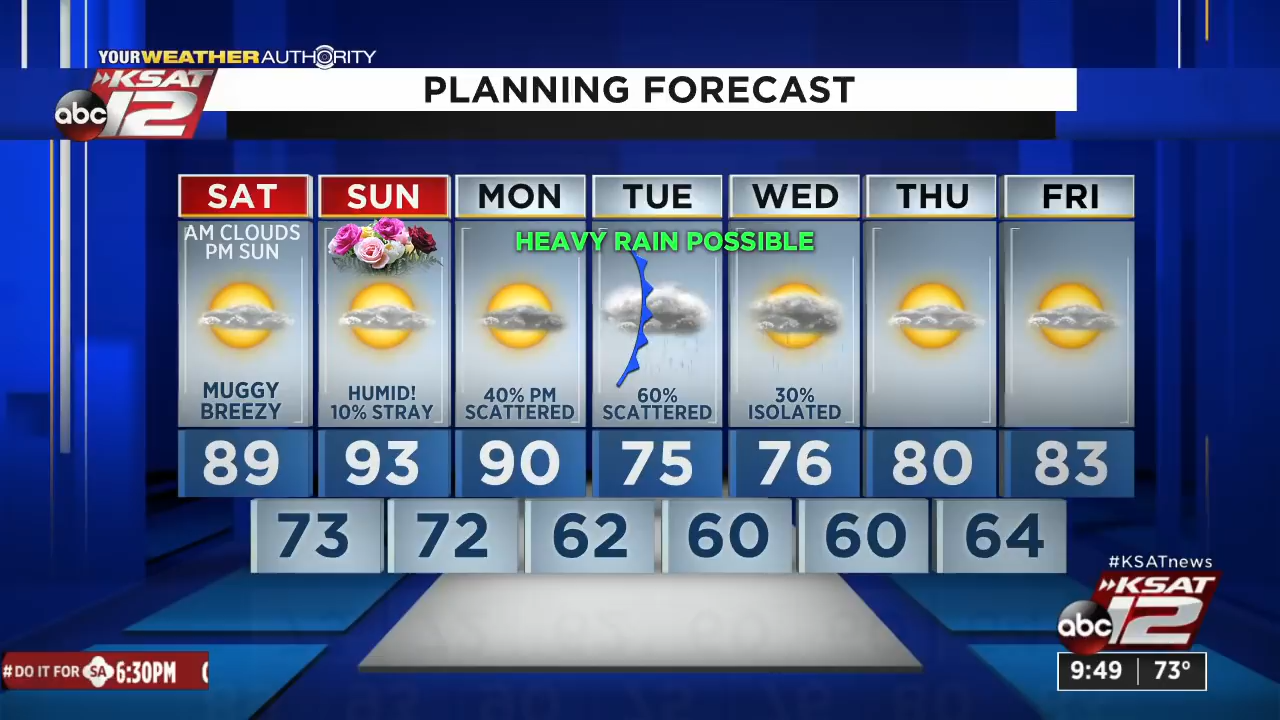 YOURWEATHERAUTHORITY
KSAT
abc 12
PLANNING FORECAST
SAT SUN MON TUE WED THU FRI
AM CLOUDS
PM SUN
HEAVY RAIN POSSIBLE
MUGGY
BREEZY
HUMID!
10% STRAY
40% PM
SCATTERED
60%
SCATTERED
30%
ISOLATED
89 93 90 75 76 80 83
73 72 62 60 60 64
#KSATnews
KSAT
abc 12
#DO IT FOR SA 6:30PM
9:49 73°